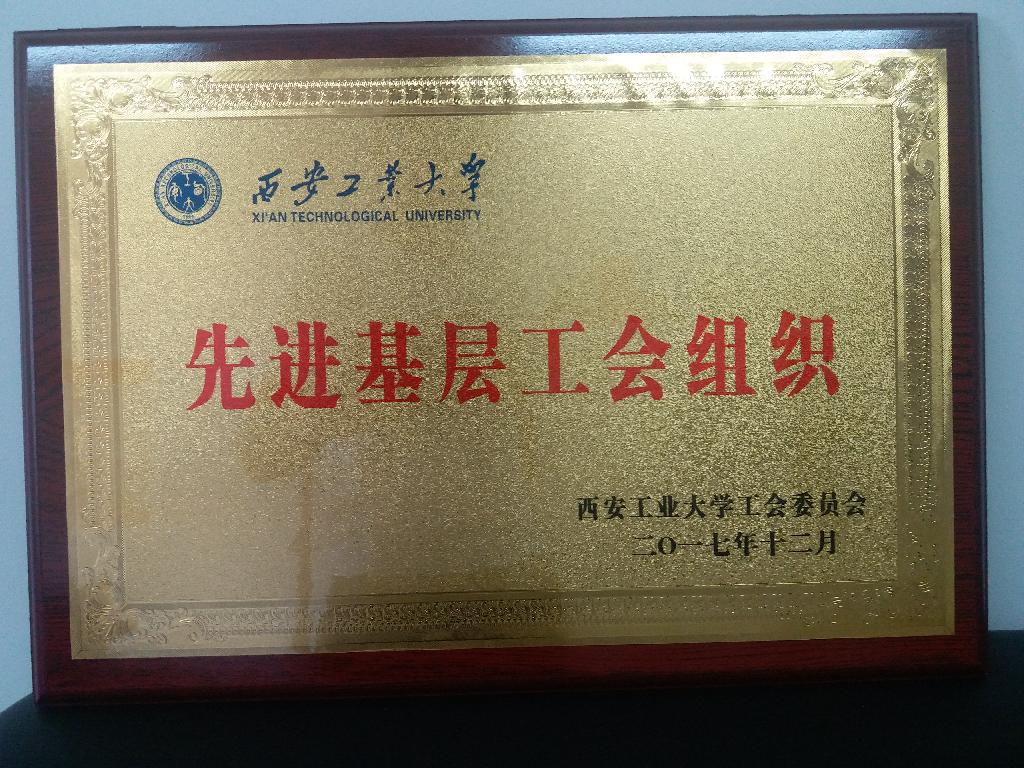 西安工業大学
XI'AN TECHNOLOGICAL UNIVERSITY
先进基层工会组织
西安工业大学工会委员会
二〇一七年十二月